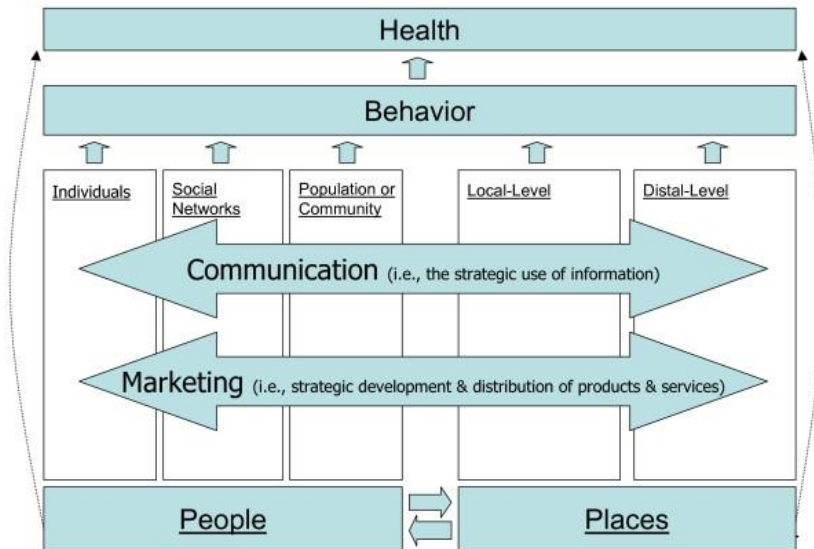 Health
Behavior
Individuals
Social
Networks
Population or
Community
Local-Level
Distal-Level
Communication (i.e., the strategic use of information)
Marketing (i.e., strategic development & distribution of products & services)
People
Places